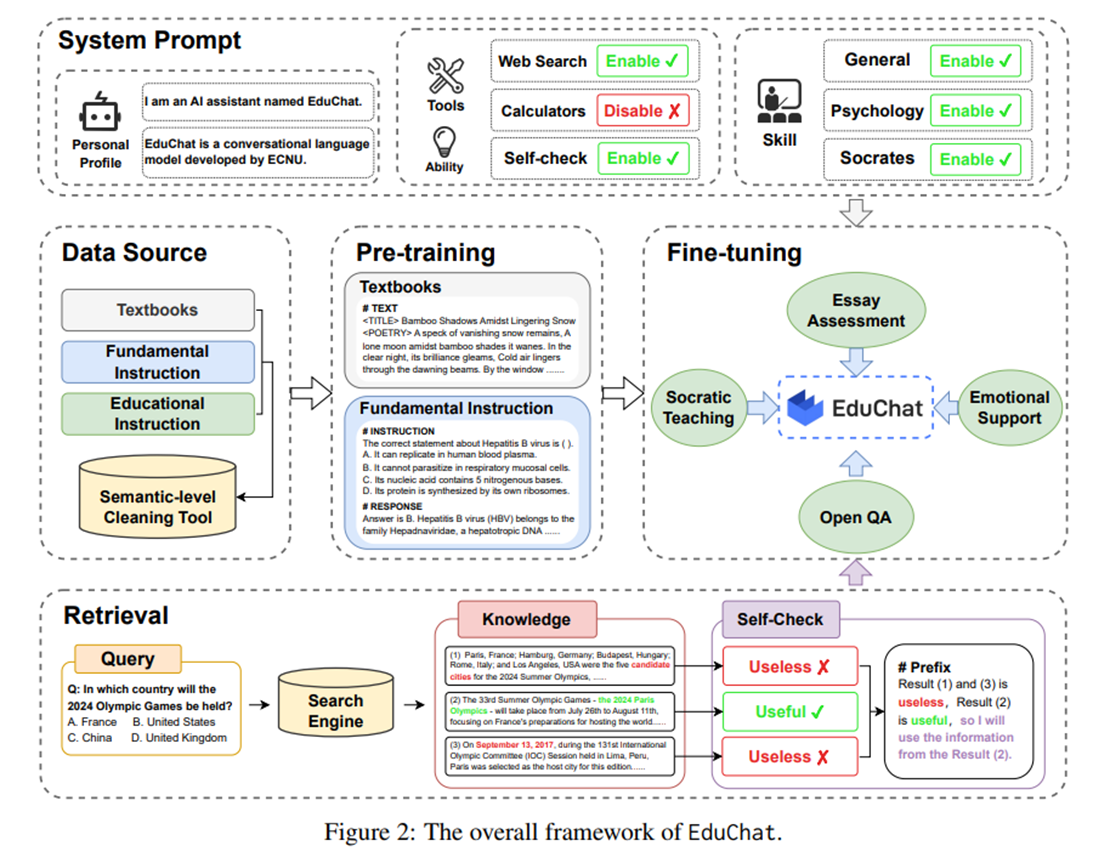 System Prompt
Personal
Profile
I am an AI assistant named EduChat.
EduChat is a conversational language
model developed by ECNU.
Tools
Ability
Web Search Enable ✓
Calculators Disable ✗
Self-check Enable ✓
Skill
General Enable ✓
Psychology Enable ✓
Socrates Enable ✓
Data Source
Textbooks
Fundamental
Instruction
Educational
Instruction
Semantic-level
Cleaning Tool
Pre-training
Textbooks
# TEXT
<TITLE> Bamboo Shadows Amidst Lingering Snow
<POETRY> A speck of vanishing snow remains, A
lone moon amidst bamboo shades it wanes. In the
clear night, its brilliance gleams, Cold air lingers
through the dawning beams. By the window .......
Fundamental Instruction
# INSTRUCTION
The correct statement about Hepatitis B virus is ( ).
A. It can replicate in human blood plasma.
B. It cannot parasitize in respiratory mucosal cells.
C. Its nucleic acid contains 5 nitrogenous bases.
D. Its protein is synthesized by its own ribosomes.
# RESPONSE
Answer is B. Hepatitis B virus (HBV) belongs to the
family Hepadnaviridae, a hepatotropic DNA ......
Fine-tuning
Essay
Assessment
Socratic
Teaching
EduChat
Emotional
Support
Open QA
Retrieval
Query
Q: In which country will the
2024 Olympic Games be held?
A. France B. United States
C. China D. United Kingdom
Search
Engine
Knowledge
(1) Paris, France; Hamburg, Germany; Budapest, Hungary;
Rome, Italy; and Los Angeles, USA were the five candidate
cities for the 2024 Summer Olympics, ......
(2) The 33rd Summer Olympic Games - the 2024 Paris
Olympics - will take place from July 26th to August 11th,
focusing on France's preparations for hosting the world......
(3) On September 13, 2017, during the 131st International
Olympic Committee (IOC) Session held in Lima, Peru,
Paris was selected as the host city for this edition......
Self-Check
Useless ✗
Useful ✓
Useless ✗
# Prefix
Result (1) and (3) is
useless, Result (2)
is useful, so I will
use the information
from the Result (2).
Figure 2: The overall framework of EduChat.